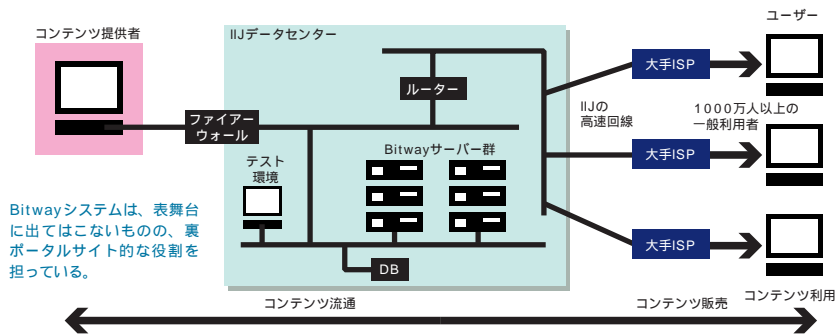 コンテンツ提供者
IIJデータセンター
ユーザー
大手ISP
ルーター
ファイアー
ウォール
IIJの
高速回線
1000万人以上の
一般利用者
テスト
環境
Bitwayサーバー群
大手ISP
Bitwayシステムは、表舞台
に出てはこないものの、裏
ポータルサイト的な役割を
担っている。
大手ISP
DB
コンテンツ流通
コンテンツ販売
コンテンツ利用